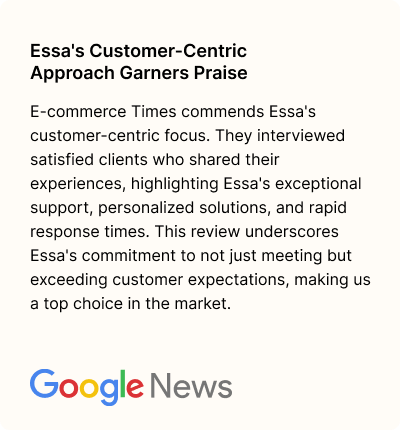 Essa's Customer-Centric
Approach Garners Praise
E-commerce Times commends Essa's
customer-centric focus. They interviewed
satisfied clients who shared their
experiences, highlighting Essa's exceptional
support, personalized solutions, and rapid
response times. This review underscores
Essa's commitment to not just meeting but
exceeding customer expectations, making us
a top choice in the market.
Google News